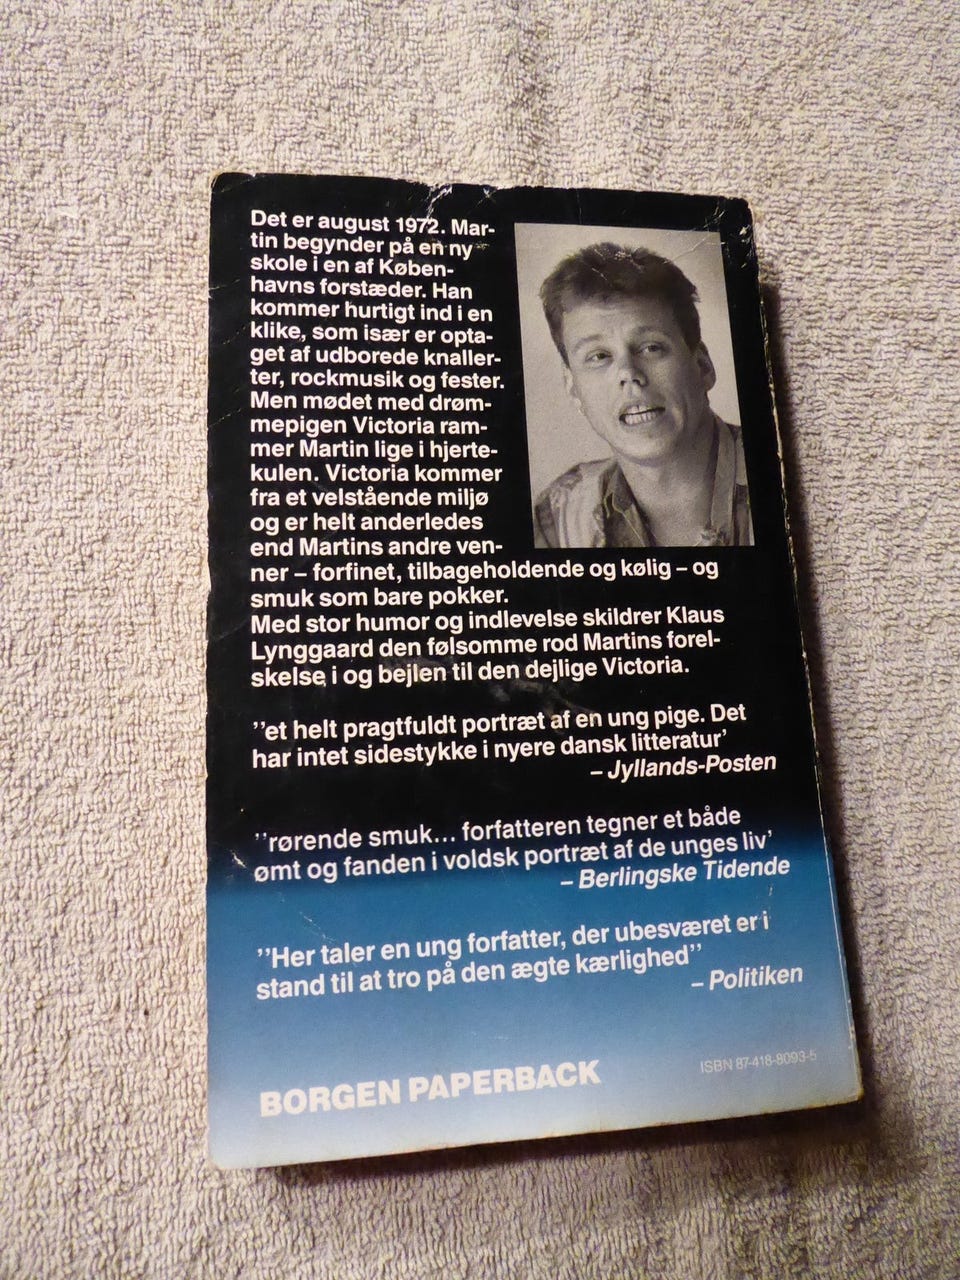 Det er august 1972. Mar-
tin begynder på en ny
skole i en af Køben-
havns forstæder. Han
kommer hurtigt ind i en
klike, som især er opta-
get af udborede knaller-
ter, rockmusik og fester.
Men mødet med drøm-
mepigen Victoria ram-
mer Martin lige i hjerte-
kulen. Victoria kommer
fra et velstående miljø
og er helt anderledes
end Martins andre ven-
ner – forfinet, tilbageholdende og kølig – og
smuk som bare pokker.
Med stor humor og indlevelse skildrer Klaus
Lynggaard den følsomme rod Martins forel-
skelse i og bejlen til den dejlige Victoria.
''et helt pragtfuldt portræt af en ung pige. Det
har intet sidestykke i nyere dansk litteratur'
– Jyllands-Posten
''rørende smuk... forfatteren tegner et både
ømt og fanden i voldsk portræt af de unges liv'
– Berlingske Tidende
''Her taler en ung forfatter, der ubesværet er i
stand til at tro på den ægte kærlighed''
– Politiken
BORGEN PAPERBACK
ISBN 87-418-8093-5